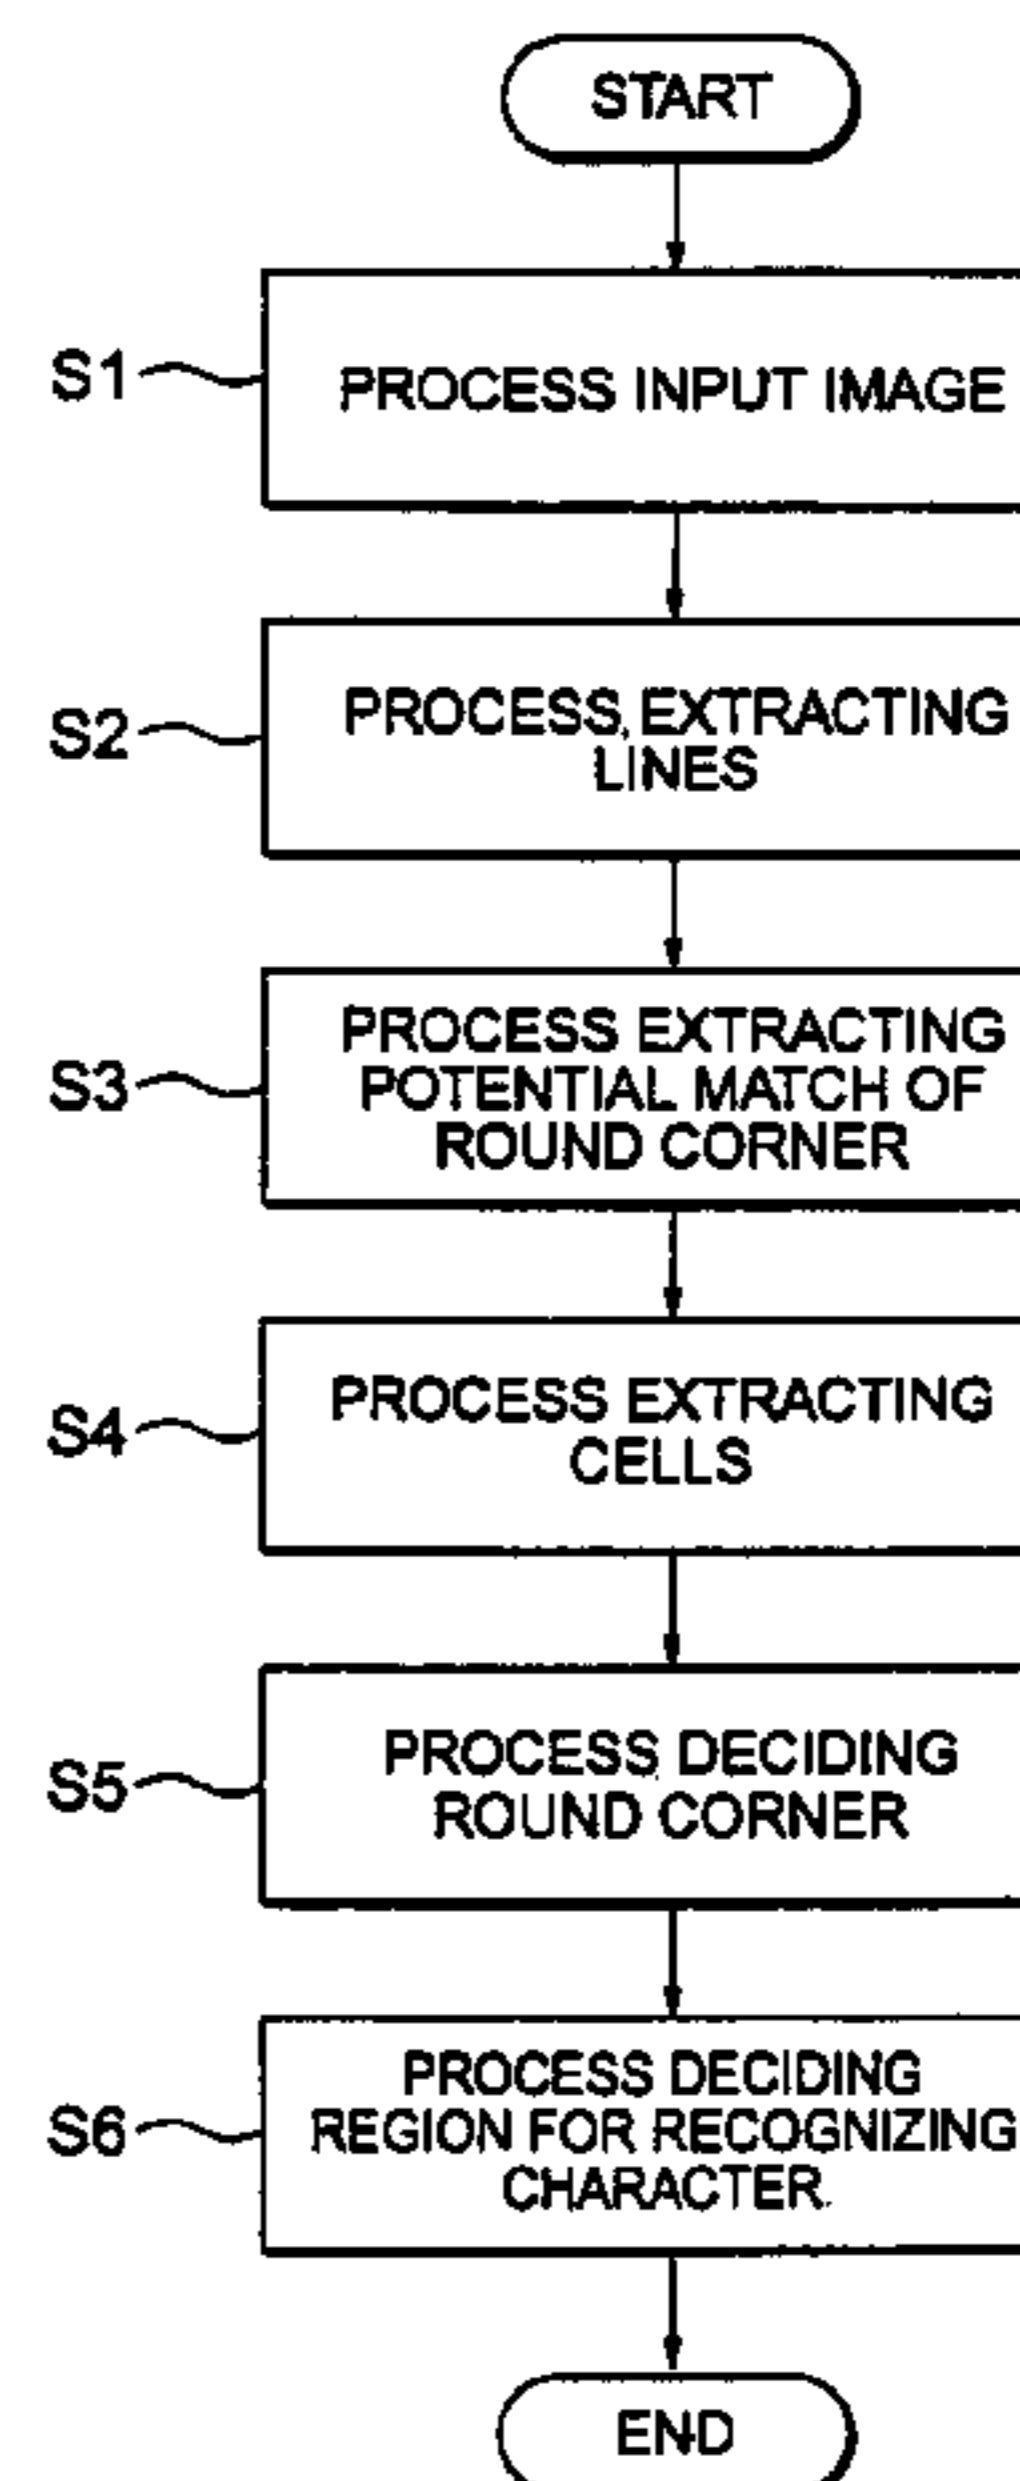 START
S1
PROCESS INPUT IMAGE
S2
PROCESS EXTRACTING
LINES
S3
PROCESS EXTRACTING
POTENTIAL MATCH OF
ROUND CORNER
S4
PROCESS EXTRACTING
CELLS
S5
PROCESS DECIDING
ROUND CORNER
S6
PROCESS DECIDING
REGION FOR RECOGNIZING
CHARACTER
END